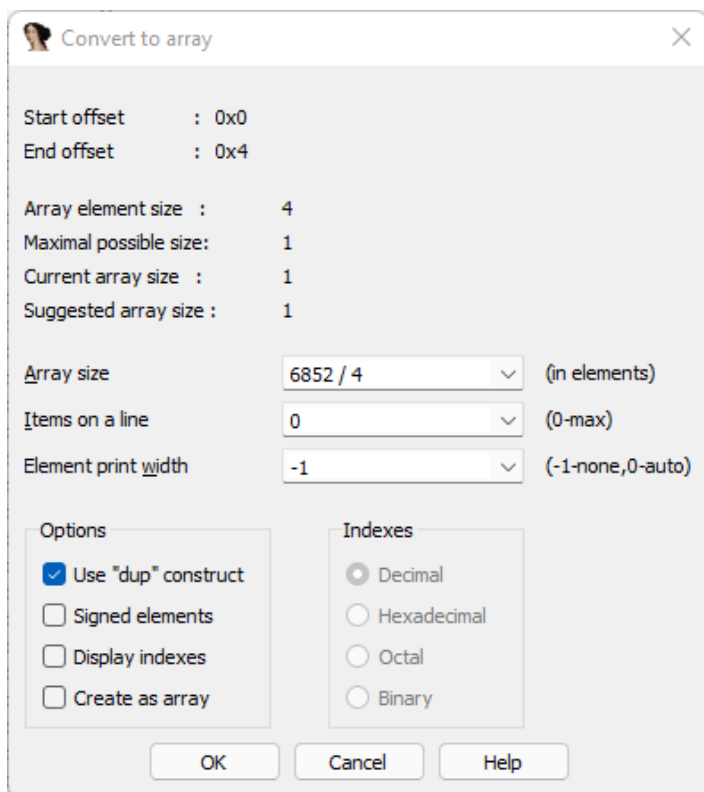 Convert to array
Start offset : 0x0
End offset : 0x4
Array element size : 4
Maximal possible size: 1
Current array size : 1
Suggested array size : 1
Array size 6852 / 4 (in elements)
Items on a line 0 (0-max)
Element print width -1 (-1-none,0-auto)
Options
Use "dup" construct
Signed elements
Display indexes
Create as array
Indexes
Decimal
Hexadecimal
Octal
Binary
OK Cancel Help